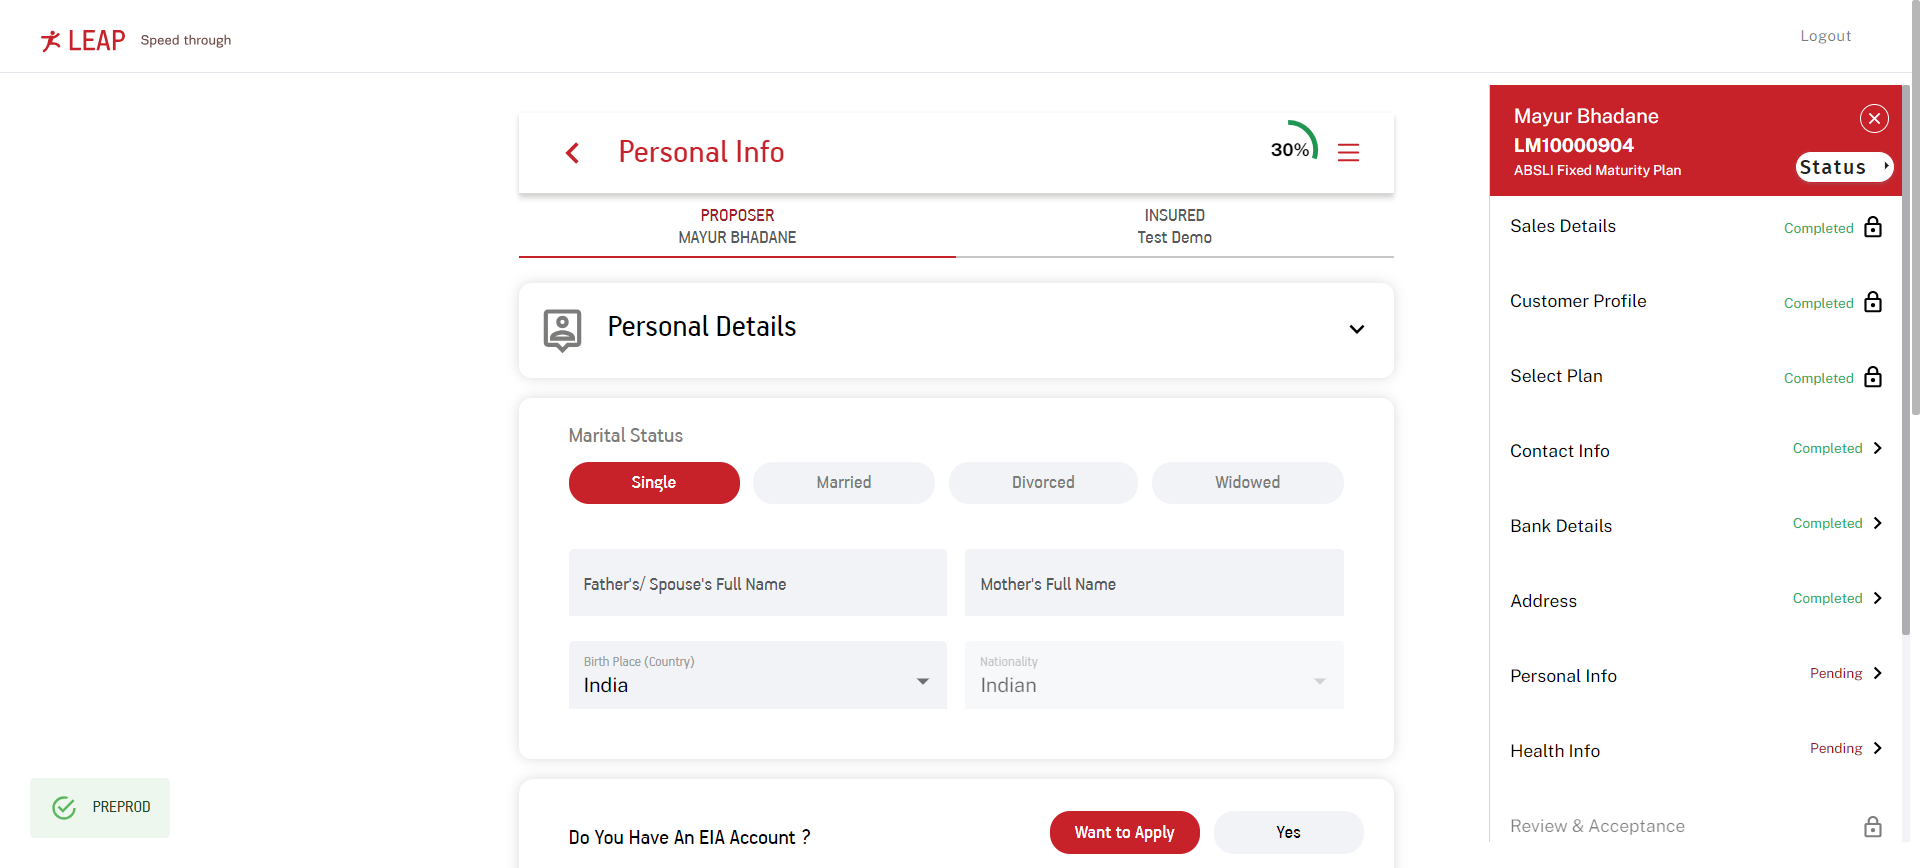 LEAP Speed through
Logout
Personal Info
30%
PROPOSER
MAYUR BHADANE
INSURED
Test Demo
Personal Details
Marital Status
Single
Married
Divorced
Widowed
Father's/ Spouse's Full Name
Mother's Full Name
Birth Place (Country)
India
Nationality
Indian
Do You Have An EIA Account ?
Want to Apply
Yes
PREPROD
Mayur Bhadane
LM10000904
ABSLI Fixed Maturity Plan
Status
Sales Details Completed
Customer Profile Completed
Select Plan Completed
Contact Info Completed
Bank Details Completed
Address Completed
Personal Info Pending
Health Info Pending
Review & Acceptance